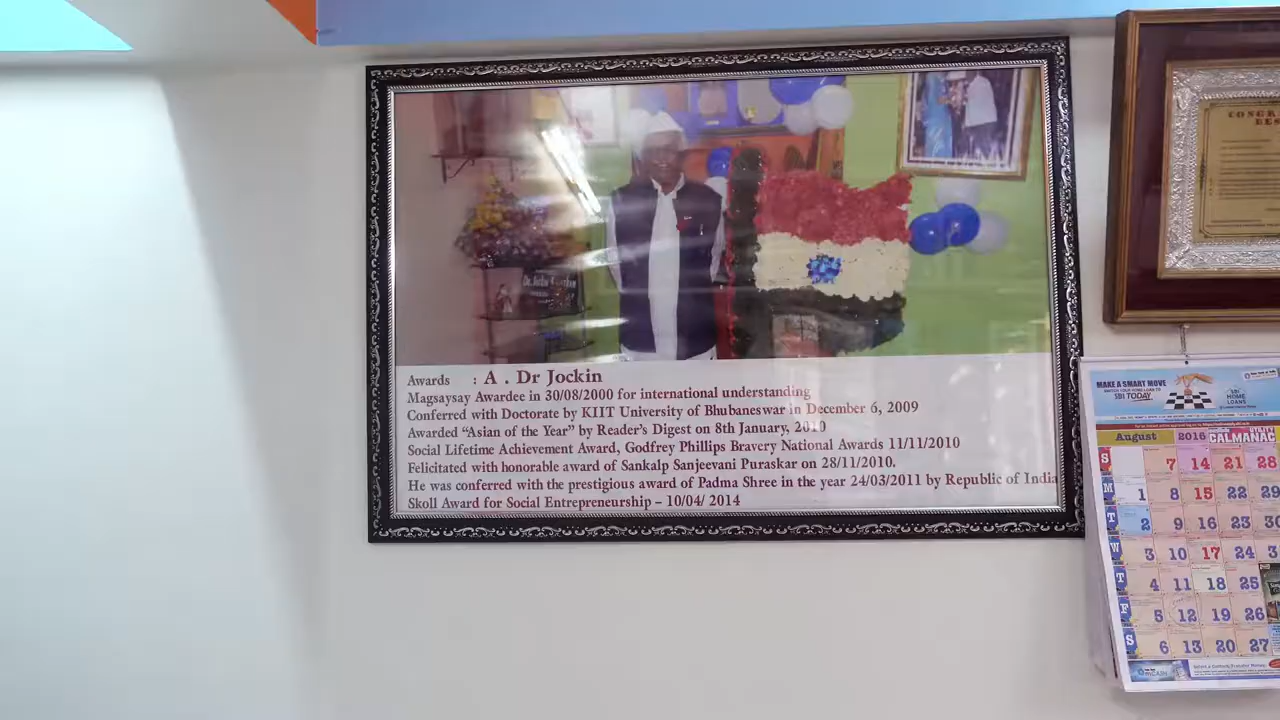 Awards : A . Dr Jockin
Magsaysay Awardee in 30/08/2000 for international understanding
Conferred with Doctorate by KIIT University of Bhubaneswar in December 6, 2009
Awarded “Asian of the Year” by Reader's Digest on 8th January, 2010
Social Lifetime Achievement Award, Godfrey Phillips Bravery National Awards 11/11/2010
Felicitated with honorable award of Sankalp Sanjeevani Puraskar on 28/11/2010.
He was conferred with the prestigious award of Padma Shree in the year 24/03/2011 by Republic of India
Skoll Award for Social Entrepreneurship – 10/04/ 2014
MAKE A SMART MOVE
SBI TODAY
SBI
HOME
LOANS
August 2016 CALMANAC
S 7 14 21 28
M 1 8 15 22 29
T 2 9 16 23 30
W 3 10 17 24
T 4 11 18 25
F 5 12 19 26
S 6 13 20 27